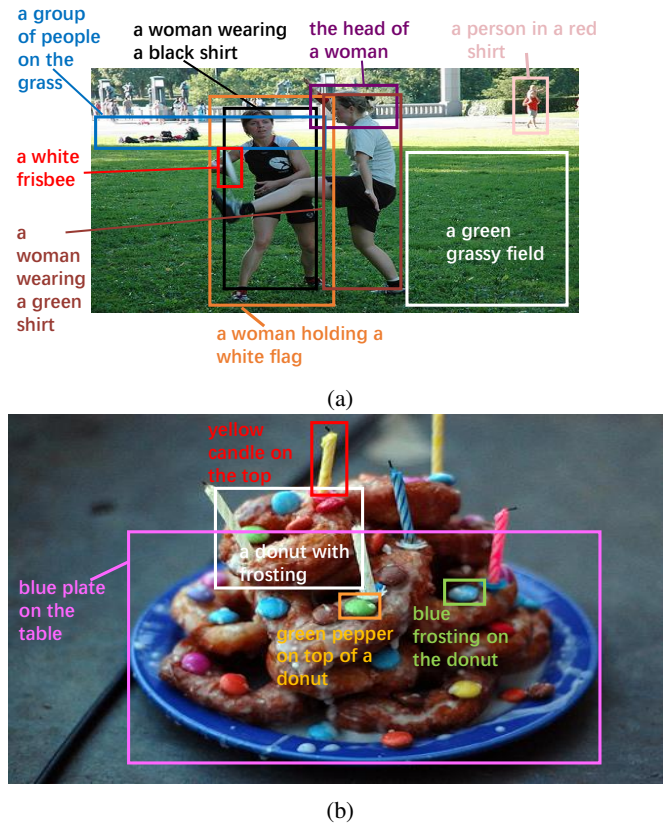 a group
of people
on the
grass
a woman wearing
a black shirt
the head of
a woman
a person in a red
shirt
a white
frisbee
a
woman
wearing
a green
shirt
a green
grassy field
a woman holding a
white flag
(a)
yellow
candle on
the top
a donut with
frosting
blue plate
on the
table
green pepper
on top of a
donut
blue
frosting on
the donut
(b)